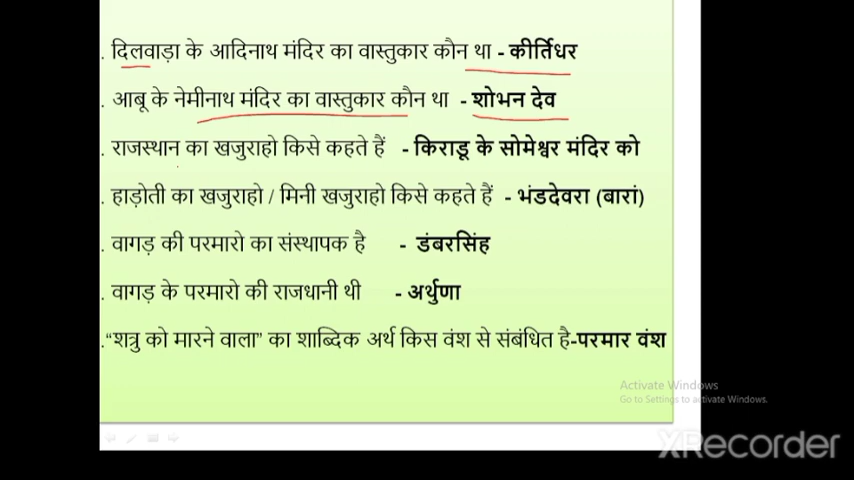 . दिलवाड़ा के आदिनाथ मंदिर का वास्तुकार कौन था - कीर्तिधर
. आबू के नेमीनाथ मंदिर का वास्तुकार कौन था - शोभन देव
. राजस्थान का खजुराहो किसे कहते हैं - किराडू के सोमेश्वर मंदिर को
. हाड़ोती का खजुराहो / मिनी खजुराहो किसे कहते हैं - भंडदेवरा (बारां)
. वागड़ की परमारो का संस्थापक है - डंबरसिंह
. वागड़ के परमारो की राजधानी थी - अर्थुणा
."शत्रु को मारने वाला" का शाब्दिक अर्थ किस वंश से संबंधित है-परमार वंश
Activate Windows
Go to Settings to activate Windows.
XRecorder